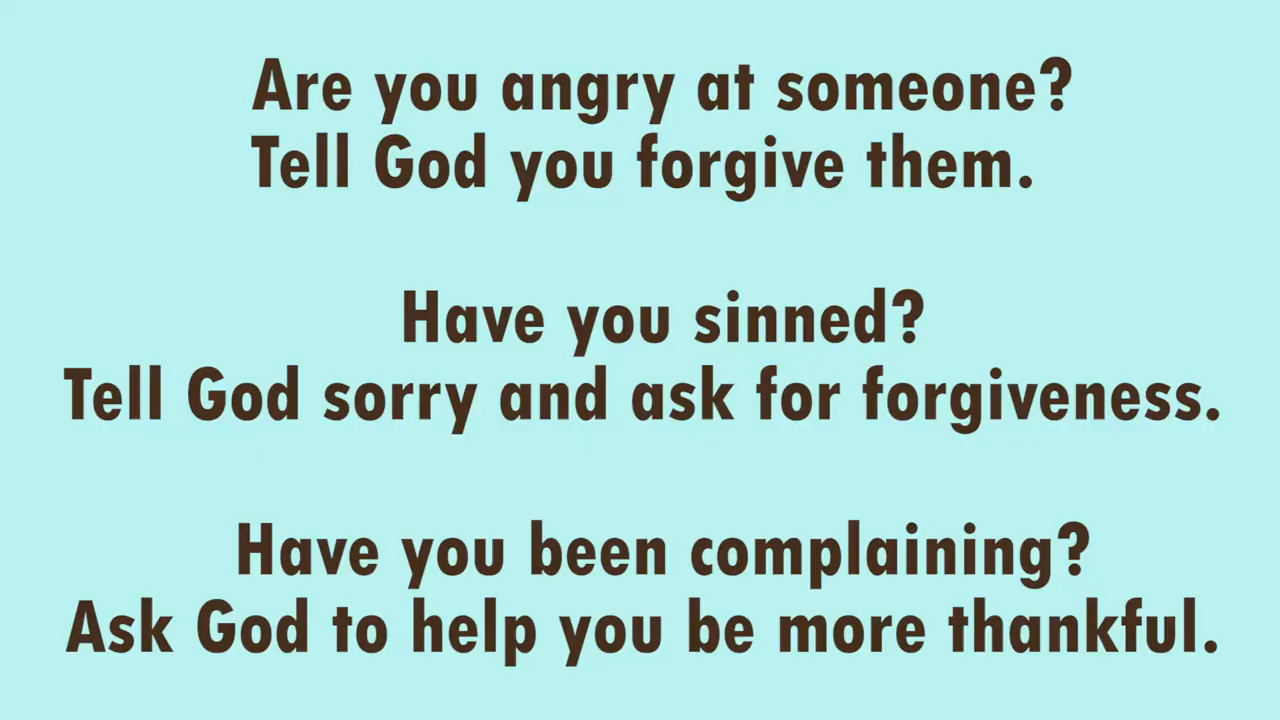 Are you angry at someone?
Tell God you forgive them.
Have you sinned?
Tell God sorry and ask for forgiveness.
Have you been complaining?
Ask God to help you be more thankful.